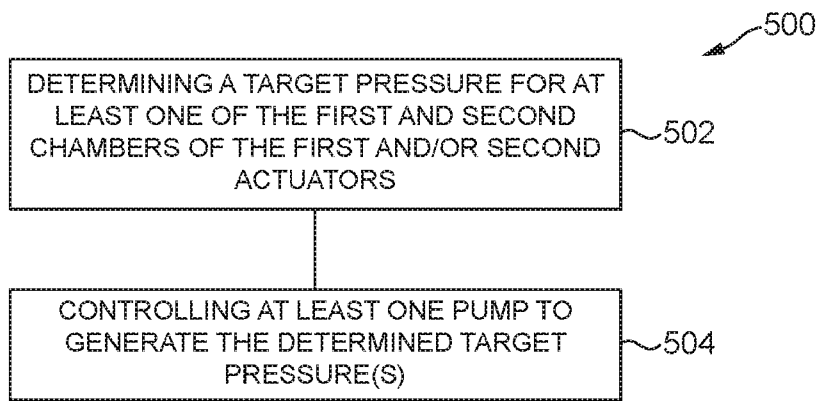 500
DETERMINING A TARGET PRESSURE FOR AT
LEAST ONE OF THE FIRST AND SECOND
CHAMBERS OF THE FIRST AND/OR SECOND
ACTUATORS
502
CONTROLLING AT LEAST ONE PUMP TO
GENERATE THE DETERMINED TARGET
PRESSURE(S)
504